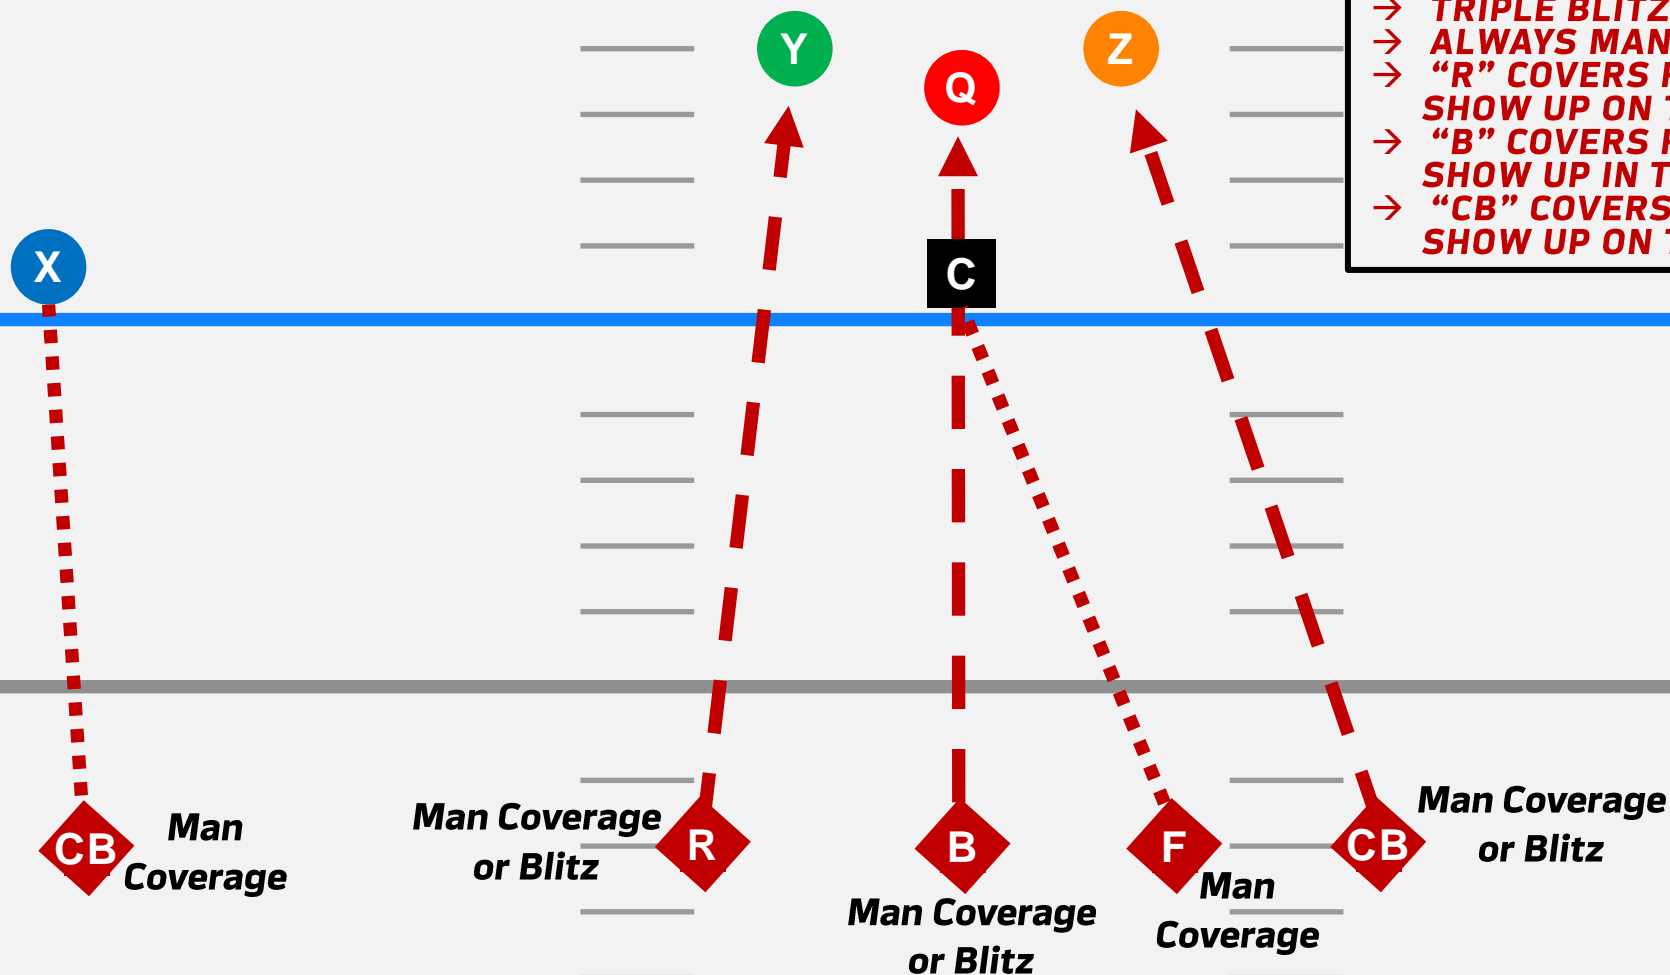 → TRIPLE BLITZ
→ ALWAYS MAN
→ “R” COVERS
SHOW UP ON
→ “B” COVERS
SHOW UP IN
→ “CB” COVERS
SHOW UP ON
Y
Q
Z
X
C
CB
Man
Coverage
Man Coverage
or Blitz
R
B
Man Coverage
or Blitz
F
Man
Coverage
CB
Man Coverage
or Blitz